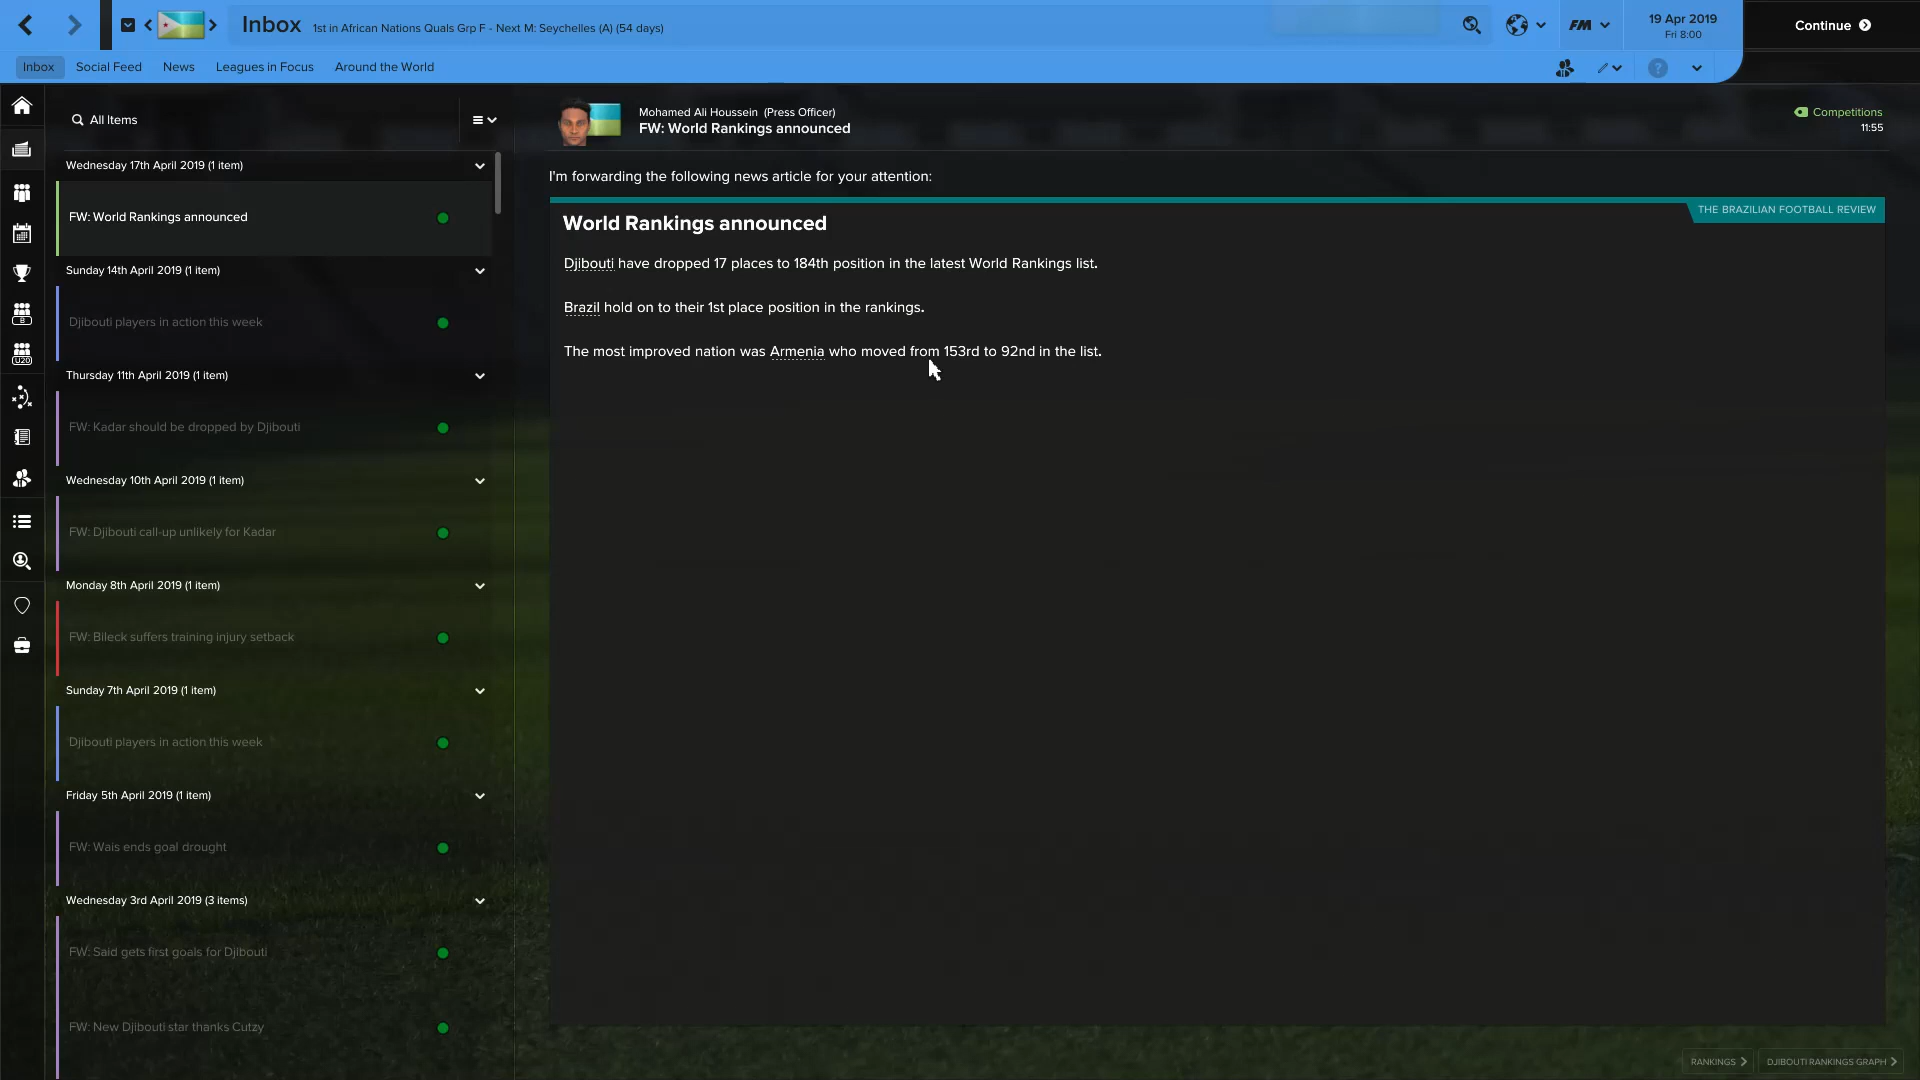 Inbox 1st in African Nations Quals Grp F - Next M: Seychelles (A) (54 days)
FM
19 Apr 2019
Fri 8:00
Continue
Inbox Social Feed News Leagues in Focus Around the World
?
All Items
Wednesday 17th April 2019 (1 item)
FW: World Rankings announced
Sunday 14th April 2019 (1 item)
Djibouti players in action this week
Thursday 11th April 2019 (1 item)
FW: Kadar should be dropped by Djibouti
Wednesday 10th April 2019 (1 item)
FW: Djibouti call-up unlikely for Kadar
Monday 8th April 2019 (1 item)
FW: Bileck suffers training injury setback
Sunday 7th April 2019 (1 item)
Djibouti players in action this week
Friday 5th April 2019 (1 item)
FW: Wais ends goal drought
Wednesday 3rd April 2019 (3 items)
FW: Said gets first goals for Djibouti
FW: New Djibouti star thanks Cutzy
B
U20
Mohamed Ali Houssein (Press Officer)
FW: World Rankings announced
Competitions
11:55
I'm forwarding the following news article for your attention:
THE BRAZILIAN FOOTBALL REVIEW
World Rankings announced
Djibouti have dropped 17 places to 184th position in the latest World Rankings list.
Brazil hold on to their 1st place position in the rankings.
The most improved nation was Armenia who moved from 153rd to 92nd in the list.
RANKINGS
DJIBOUTI RANKINGS GRAPH